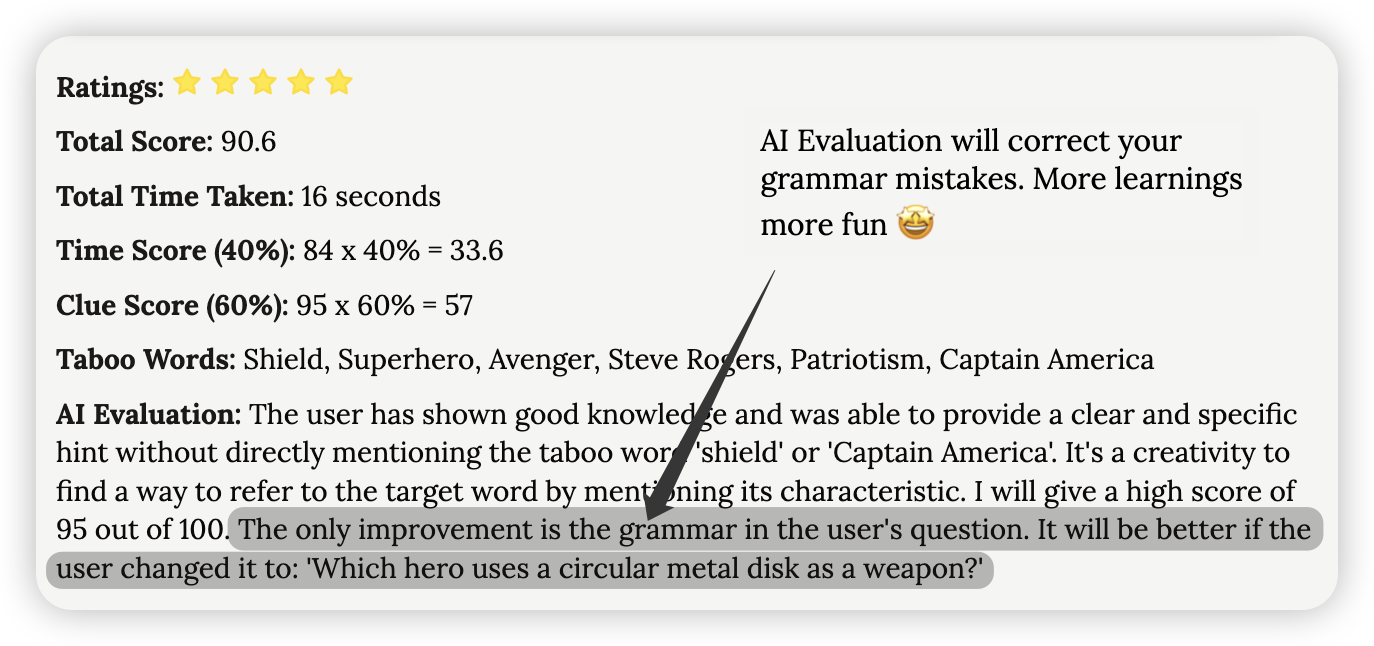 Ratings: ⭐⭐⭐⭐⭐
Total Score: 90.6
Total Time Taken: 16 seconds
Time Score (40%): 84 x 40% = 33.6
Clue Score (60%): 95 x 60% = 57
AI Evaluation will correct your
grammar mistakes. More learnings
more fun 🤩
Taboo Words: Shield, Superhero, Avenger, Steve Rogers, Patriotism, Captain America
AI Evaluation: The user has shown good knowledge and was able to provide a clear and specific
hint without directly mentioning the taboo word 'shield' or 'Captain America'. It's a creativity to
find a way to refer to the target word by mentioning its characteristic. I will give a high score of
95 out of 100. The only improvement is the grammar in the user's question. It will be better if the
user changed it to: 'Which hero uses a circular metal disk as a weapon?'